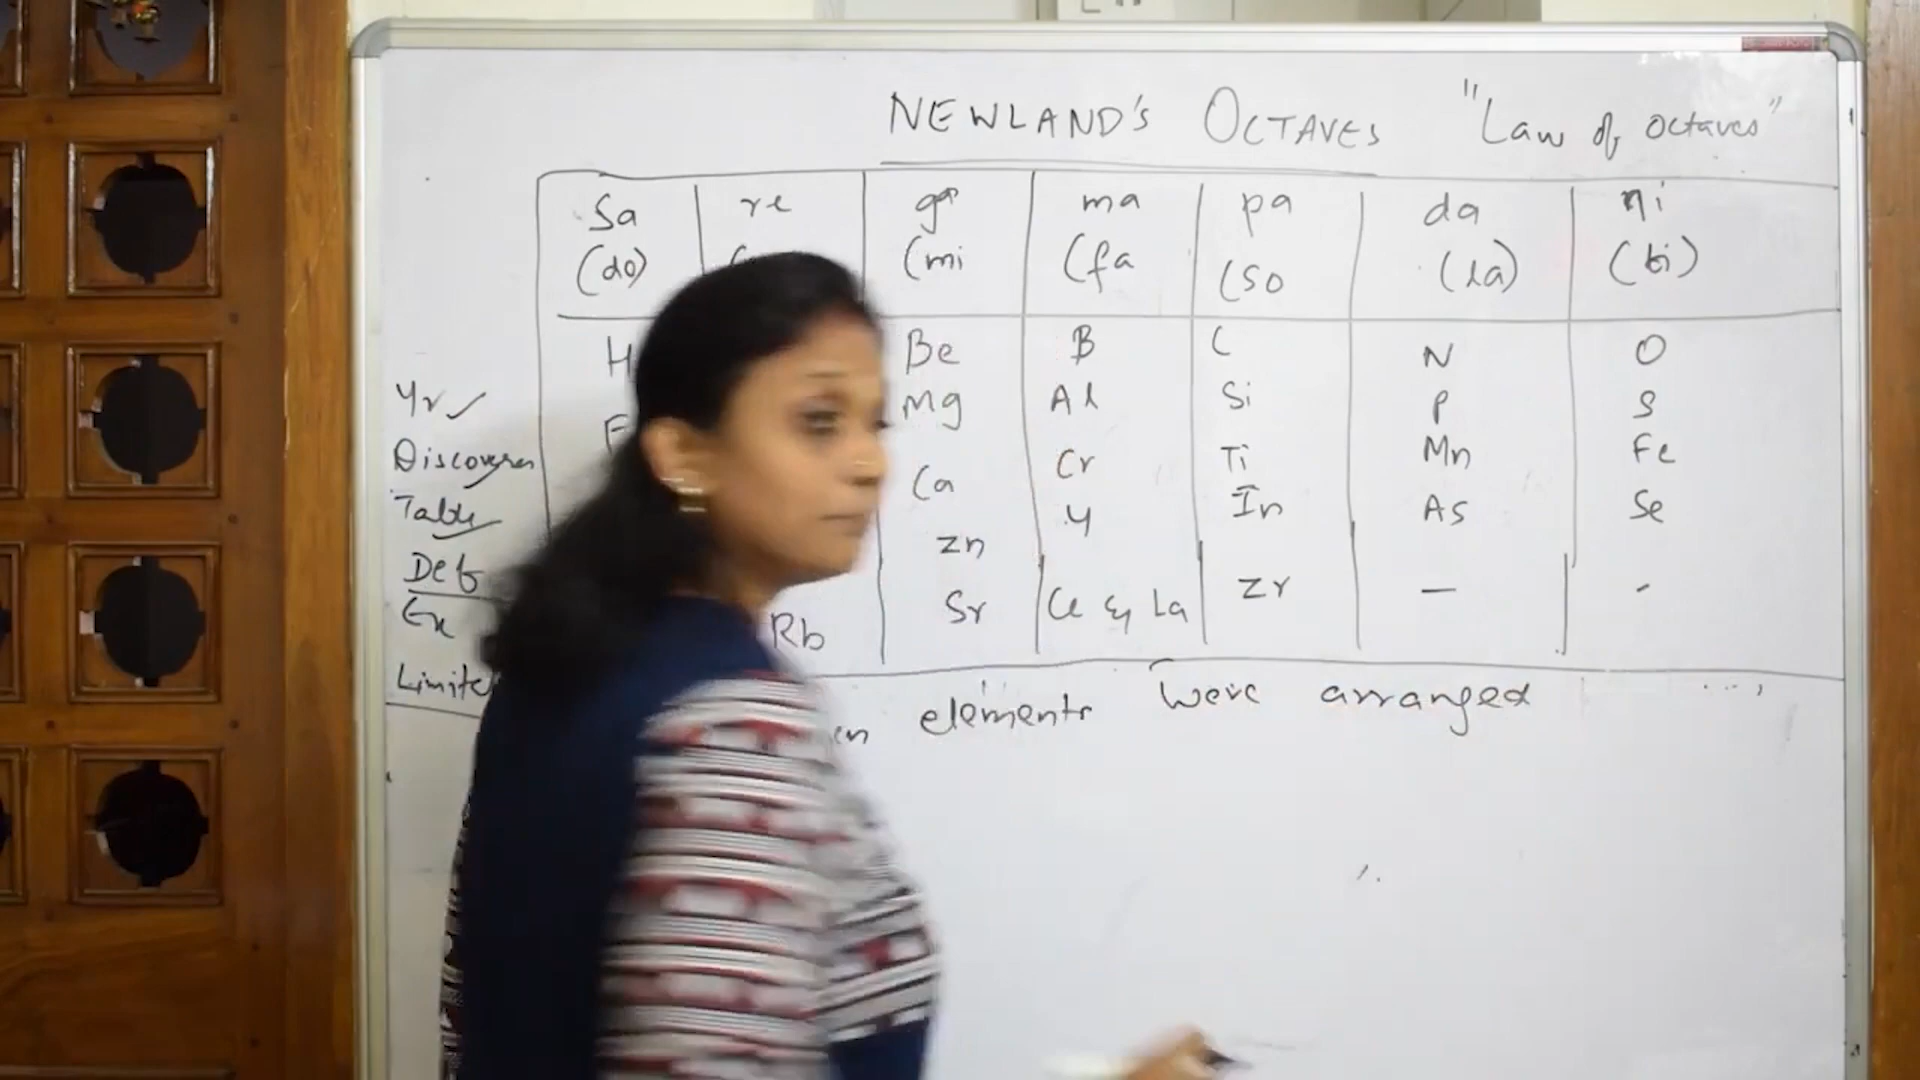 NEWLAND'S OCTAVES "Law of octaves"
Sa re ga ma pa da ni
(do) (mi (fa (so (la) (ti)
H Be B C N O
F Mg Al Si P S
Ca Cr Ti Mn Fe
Zn Y In As Se
Rb Sr Ce & La Zr — -
Yr ✓
Discoverer
Table
Def
Ex
elements were arranged